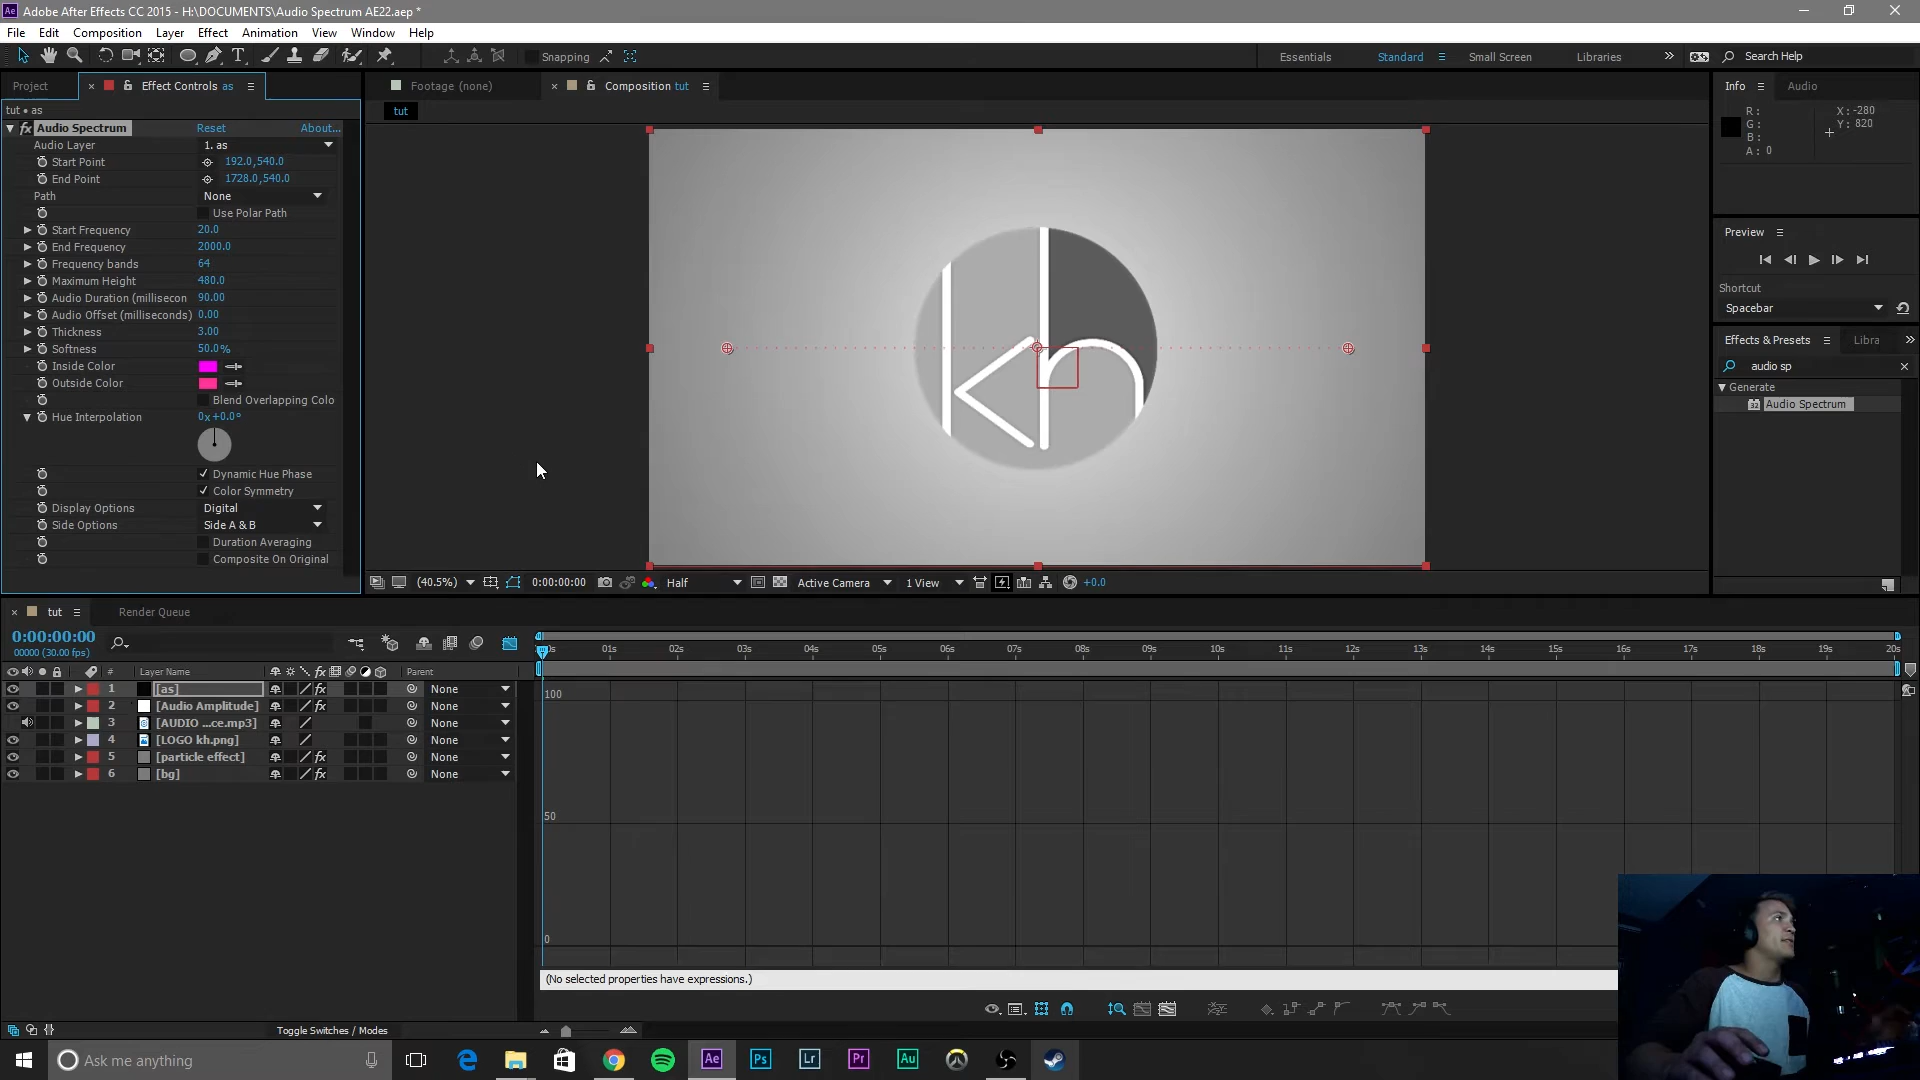 Adobe After Effects CC 2015 - H:\DOCUMENTS\Audio Spectrum AE22.aep *
File Edit Composition Layer Effect Animation View Window Help
Snapping
Essentials Standard Small Screen Libraries Search Help
Project Effect Controls as
Footage (none) Composition tut
Info Audio
tut • as
tut
Audio Spectrum Reset About...
Audio Layer 1. as
Start Point 192.0,540.0
End Point 1728.0,540.0
Path None
Use Polar Path
Start Frequency 20.0
End Frequency 2000.0
Frequency bands 64
Maximum Height 480.0
Audio Duration (millisecon 90.00
Audio Offset (milliseconds) 0.00
Thickness 3.00
Softness 50.0%
Inside Color
Outside Color
Blend Overlapping Colo
Hue Interpolation 0x+0.0°
Dynamic Hue Phase
Color Symmetry
Display Options Digital
Side Options Side A & B
Duration Averaging
Composite On Original
R: X: -280
G: Y: 820
B:
A: 0
Preview
Shortcut
Spacebar
Effects & Presets Libra
audio sp
Generate
32 Audio Spectrum
(40.5%) 0:00:00:00 Half Active Camera 1 View +0.0
tut Render Queue
0:00:00:00
00000 (30.00 fps)
# Layer Name Parent
1 [as] None
2 [Audio Amplitude] None
3 [AUDIO ...ce.mp3] None
4 [LOGO kh.png] None
5 [particle effect] None
6 [bg] None
01s 02s 03s 04s 05s 06s 07s 08s 09s 10s 11s 12s 13s 14s 15s 16s 17s 18s 19s 20s
100
50
0
(No selected properties have expressions.)
Toggle Switches / Modes
Ask me anything
Ae Ps Lr Pr Au